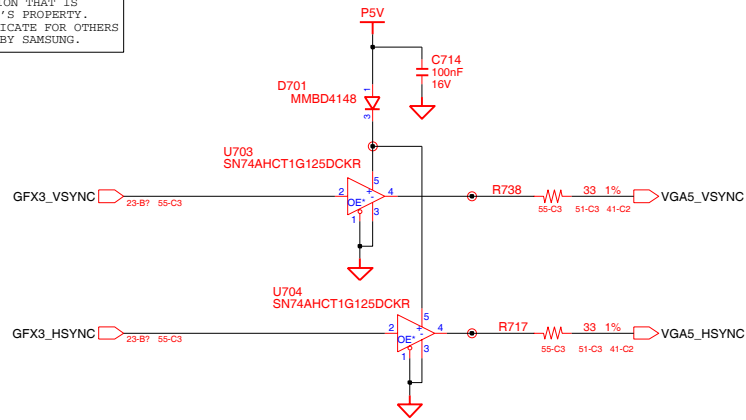 ION THAT IS
'S PROPERTY.
ICATE FOR OTHERS
BY SAMSUNG.
P5V
C714
100nF
16V
D701
MMBD4148
1
3
U703
SN74AHCT1G125DCKR
GFX3_VSYNC
23-B? 55-C3
2
5
+
-
4
OE*
1
3
R738
33 1%
55-C3 51-C3 41-C2
VGA5_VSYNC
U704
SN74AHCT1G125DCKR
GFX3_HSYNC
23-B? 55-C3
2
5
+
-
4
OE*
1
3
R717
33 1%
55-C3 51-C3 41-C2
VGA5_HSYNC